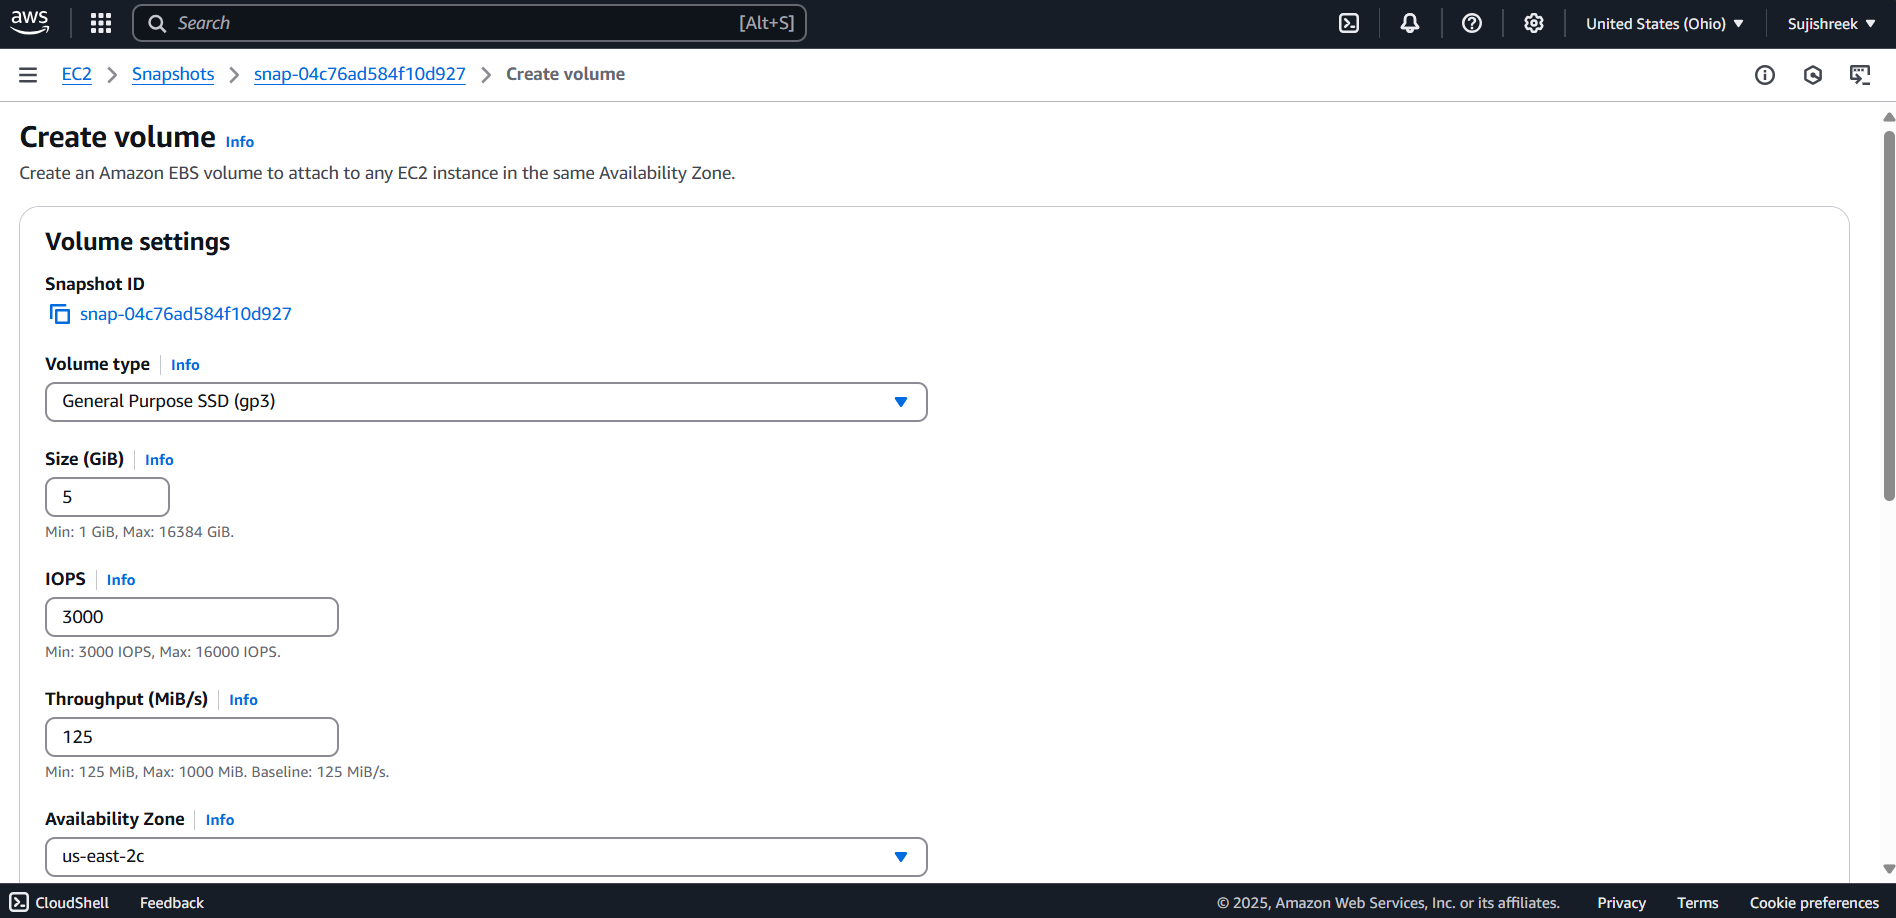 aws Search [Alt+S] United States (Ohio) Sujishreek
EC2 Snapshots snap-04c76ad584f10d927 Create volume
Create volume Info
Create an Amazon EBS volume to attach to any EC2 instance in the same Availability Zone.
Volume settings
Snapshot ID
snap-04c76ad584f10d927
Volume type Info
General Purpose SSD (gp3)
Size (GiB) Info
5
Min: 1 GiB, Max: 16384 GiB.
IOPS Info
3000
Min: 3000 IOPS, Max: 16000 IOPS.
Throughput (MiB/s) Info
125
Min: 125 MiB, Max: 1000 MiB. Baseline: 125 MiB/s.
Availability Zone Info
us-east-2c
CloudShell Feedback © 2025, Amazon Web Services, Inc. or its affiliates. Privacy Terms Cookie preferences